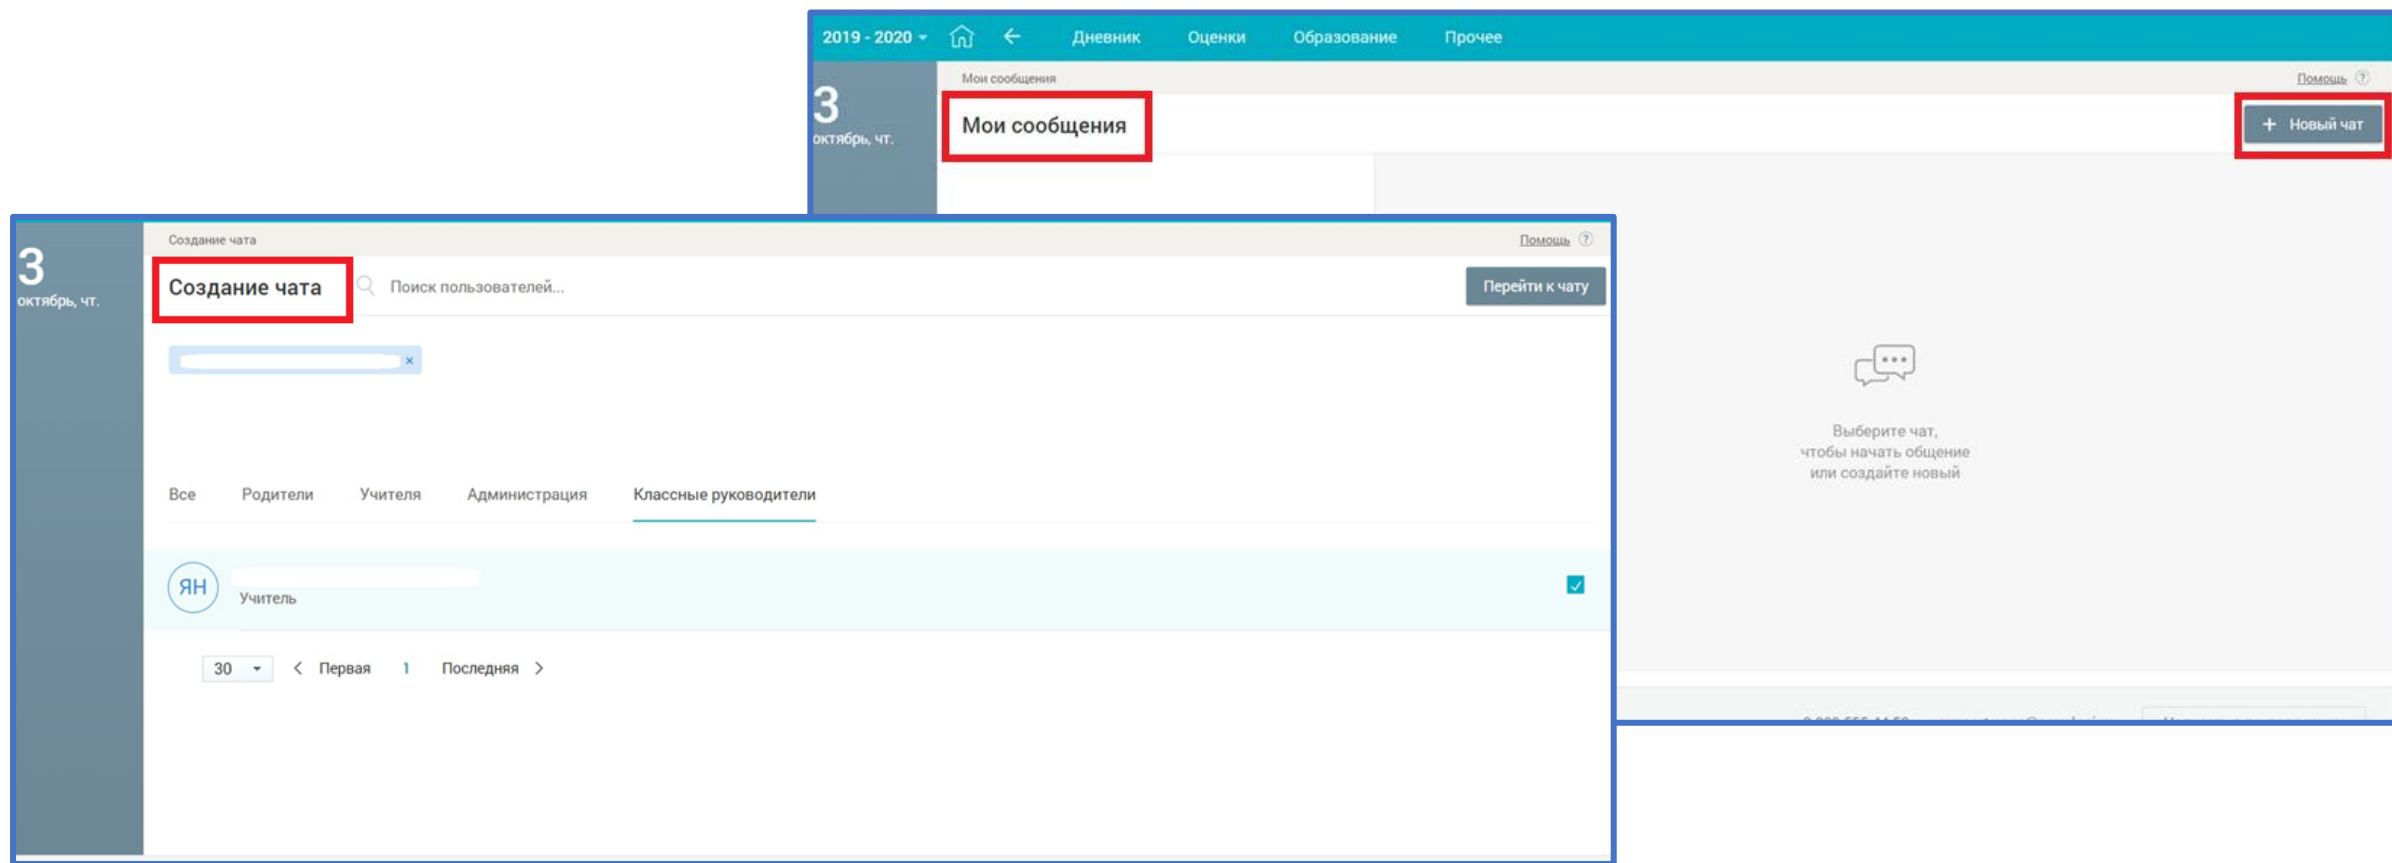 2019 - 2020 Дневник Оценки Образование Прочее
Мои сообщения Помощь ?
3
октябрь, чт.
Мои сообщения
+ Новый чат
Выберите чат,
чтобы начать общение
или создайте новый
Создание чата Помощь ?
3
октябрь, чт.
Создание чата
Поиск пользователей...
Перейти к чату
×
Все Родители Учителя Администрация Классные руководители
ЯН
Учитель
30 < Первая 1 Последняя >